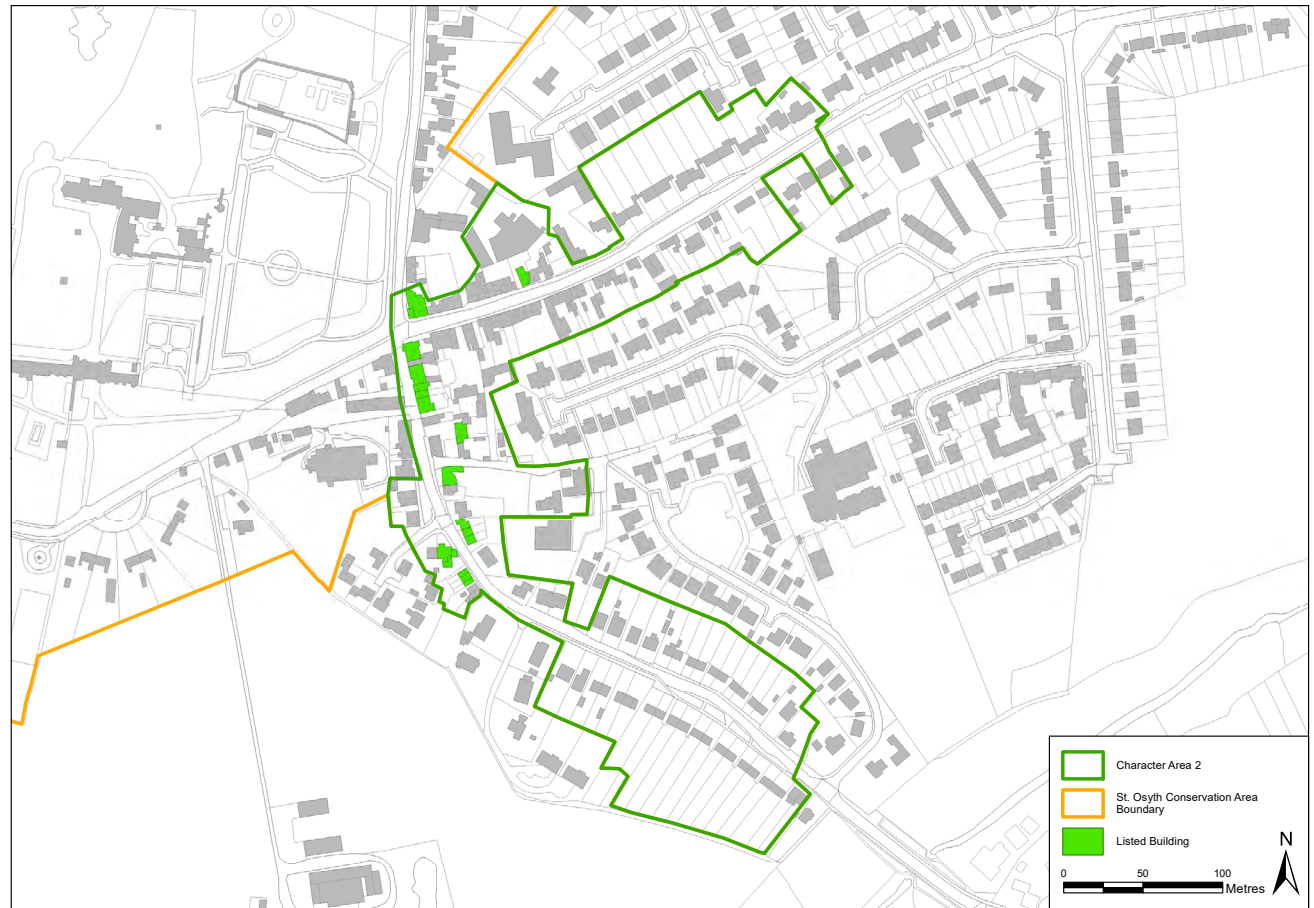 Character Area 2
St. Osyth Conservation Area
Boundary
Listed Building
N
0 50 100
Metres